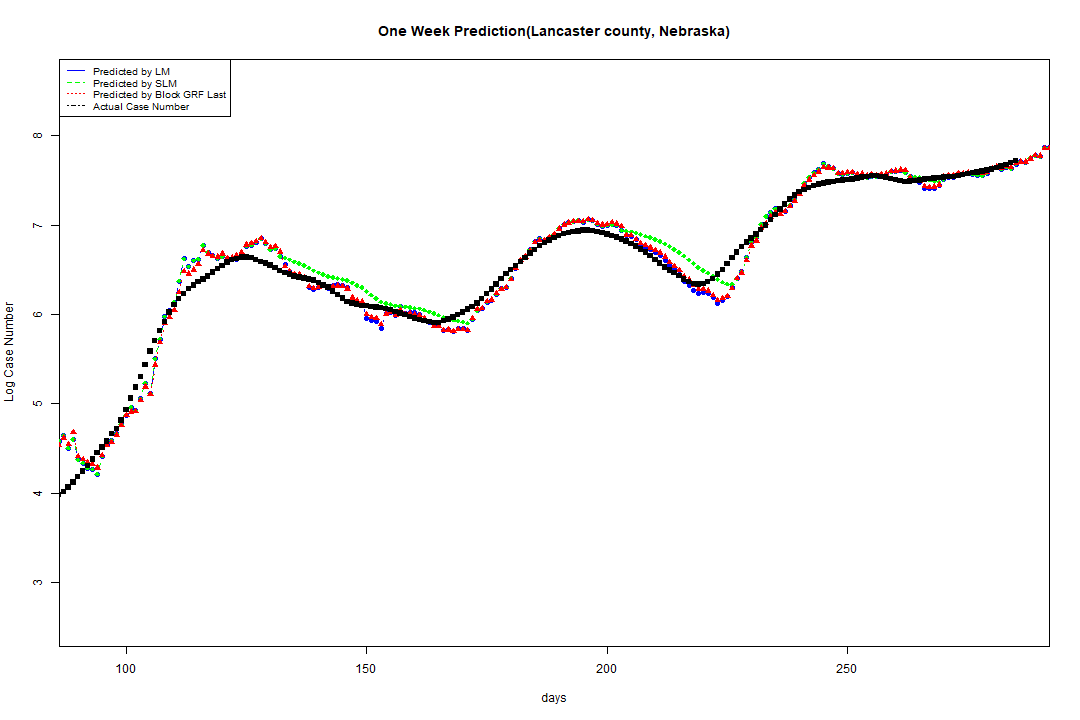 One Week Prediction(Lancaster county, Nebraska)
Predicted by LM
Predicted by SLM
Predicted by Block GRF Last
Actual Case Number
8
7
6
5
4
3
Log Case Number
100 150 200 250
days